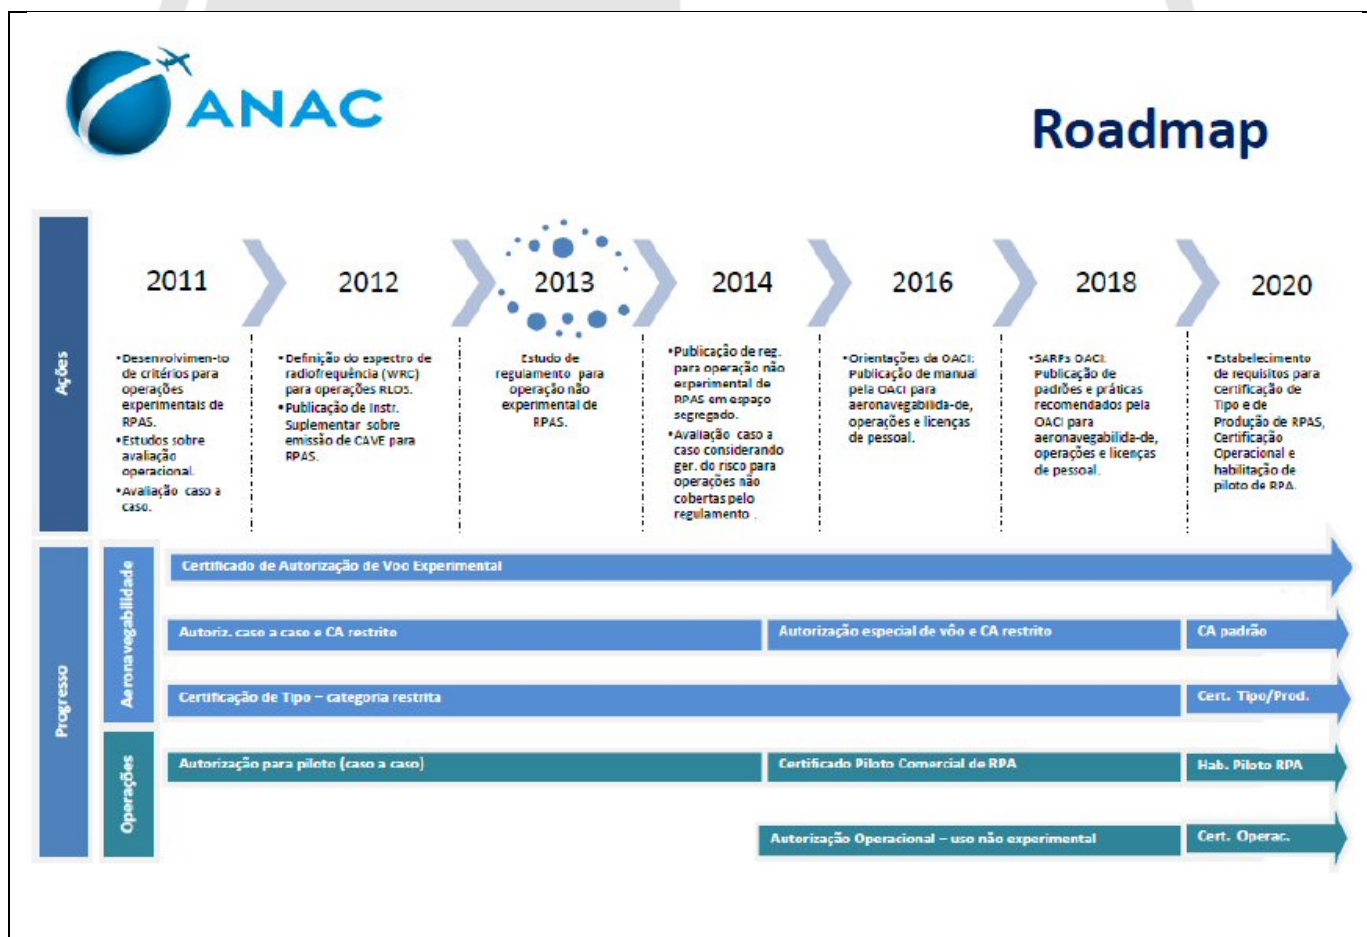 ANAC
Roadmap
Ações
2011
2012
2013
2014
2016
2018
2020
•Desenvolvimen-to
de critérios para
operações
experimentais de
RPAS.
•Estudos sobre
avaliação
operacional.
•Avaliação caso a
caso.
•Definição do espectro de
radiofrequência (WRC)
para operações RLOS.
•Publicação de Instr.
Suplementar sobre
emissão de CAVE para
RPAS.
Estudo de
regulamento para
operação não
experimental de
RPAS.
•Publicação de reg.
para operação não
experimental de
RPAS em espaço
segregado.
•Avaliação caso a
caso considerando
ger. do risco para
operações não
cobertas pelo
regulamento .
•Orientações da OACI:
Publicação de manual
pela OACI para
aeronavegabilida-de,
operações e licenças
de pessoal.
•SARPs OACI:
Publicação de
padrões e práticas
recomendados pela
OACI para
aeronavegabilida-de,
operações e licenças
de pessoal.
•Estabelecimento
de requisitos para
Certificação de
Tipo e de
Produção de RPAS,
Certificação
Operacional e
habilitação de
piloto de RPA.
Progresso
Aeronavegabilidade
Certificado de Autorização de Voo Experimental
Autoriz. caso a caso e CA restrito
Autorização especial de vôo e CA restrito
CA padrão
Certificação de Tipo – categoria restrita
Cert. Tipo/Prod.
Operações
Autorização para piloto (caso a caso)
Certificado Piloto Comercial de RPA
Hab. Piloto RPA
Autorização Operacional – uso não experimental
Cert. Operac.